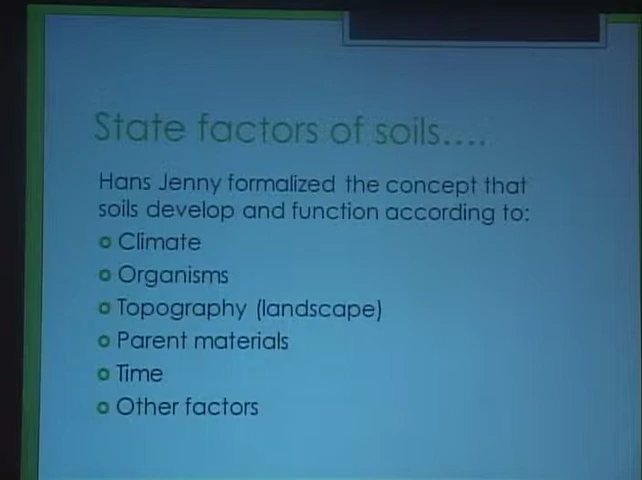 State factors of soils....
Hans Jenny formalized the concept that
soils develop and function according to:
Climate
Organisms
Topography (landscape)
Parent materials
Time
Other factors